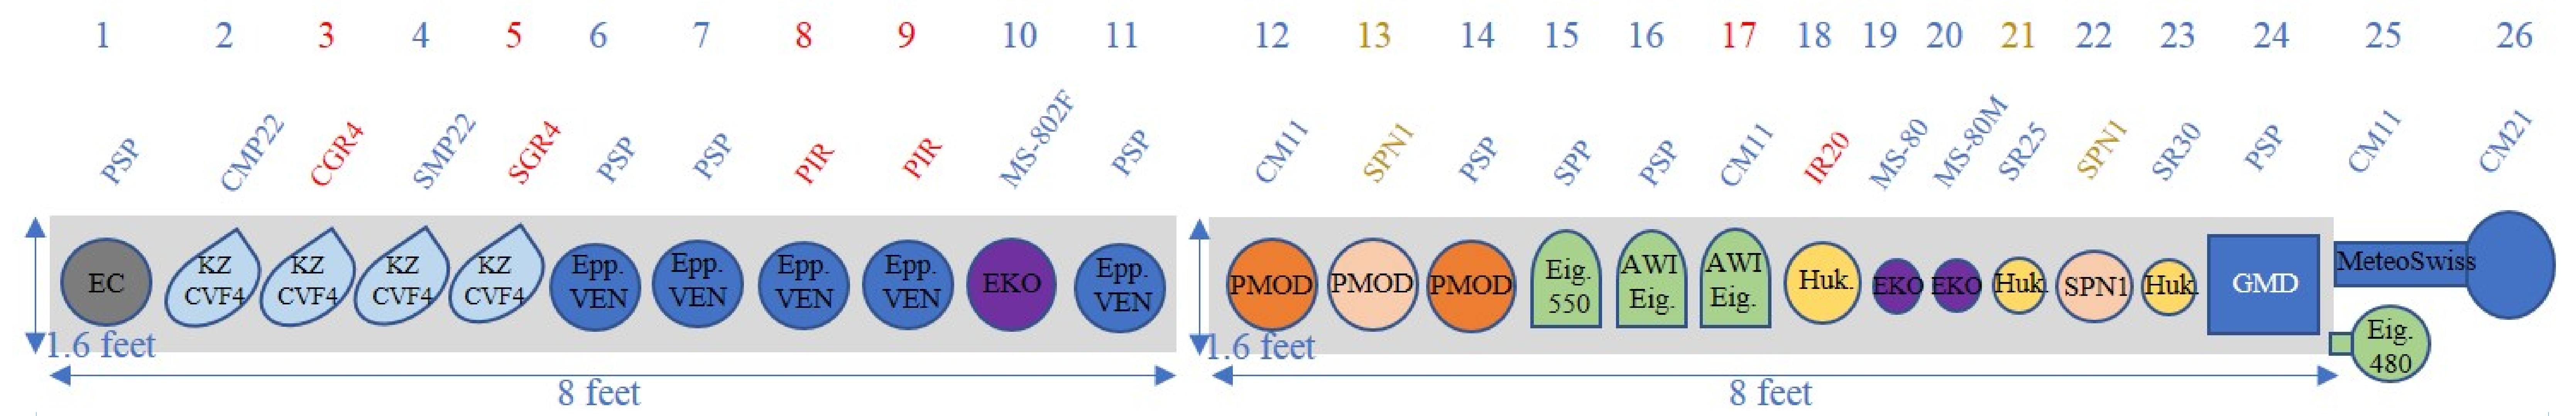 1 2 3 4 5 6 7 8 9 10 11 12 13 14 15 16 17 18 19 20 21 22 23 24 25 26
PSP CMP22 CGR4 SMP22 SGR4 PSP PSP PIR PIR MS-802F PSP CM11 SPN1 PSP SPP PSP CM11 IR20 MS-80 MS-80M SR25 SPN1 SR30 PSP CM11 CM21
EC
KZ
CVF4
KZ
CVF4
KZ
CVF4
KZ
CVF4
Epp.
VEN
Epp.
VEN
Epp.
VEN
Epp.
VEN
EKO
Epp.
VEN
PMOD
PMOD
PMOD
Eig.
550
AWI
Eig.
AWI
Eig.
Huk.
EKO
EKO
Huk.
SPN1
Huk.
GMD
MeteoSwiss
Eig.
480
1.6 feet
8 feet
1.6 feet
8 feet